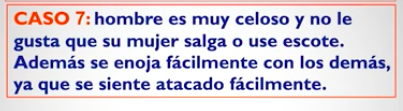 CASO 7: hombre es muy celoso y no le
gusta que su mujer salga o use escote.
Además se enoja fácilmente con los demás,
ya que se siente atacado fácilmente.